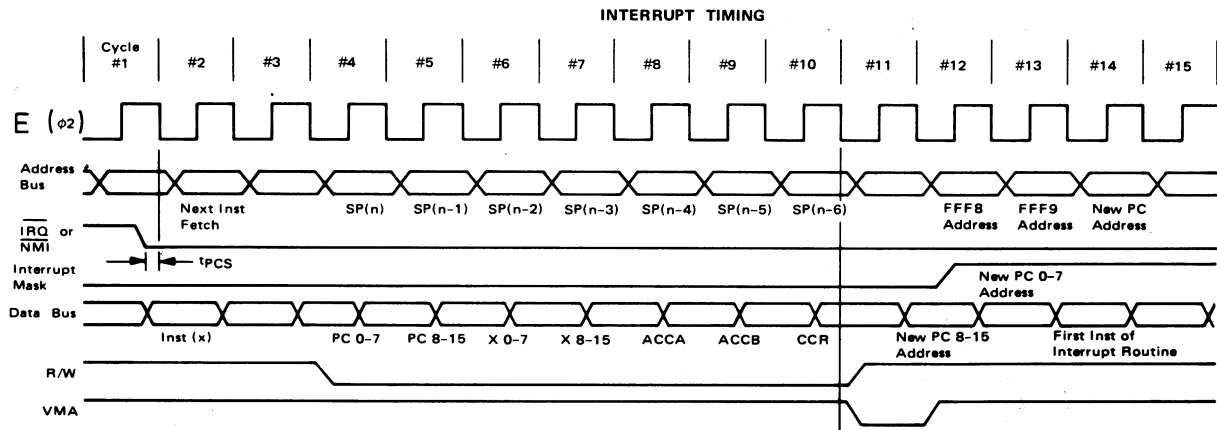 INTERRUPT TIMING
Cycle
#1 #2 #3 #4 #5 #6 #7 #8 #9 #10 #11 #12 #13 #14 #15
E (φ2)
Address
Bus
Next Inst
Fetch
SP(n) SP(n-1) SP(n-2) SP(n-3) SP(n-4) SP(n-5) SP(n-6)
FFF8
Address
FFF9
Address
New PC
Address
IRQ or
NMI
tPCS
Interrupt
Mask
New PC 0-7
Address
Data Bus
Inst (x) PC 0-7 PC 8-15 X 0-7 X 8-15 ACCA ACCB CCR
New PC 8-15
Address
First Inst of
Interrupt Routine
R/W
VMA